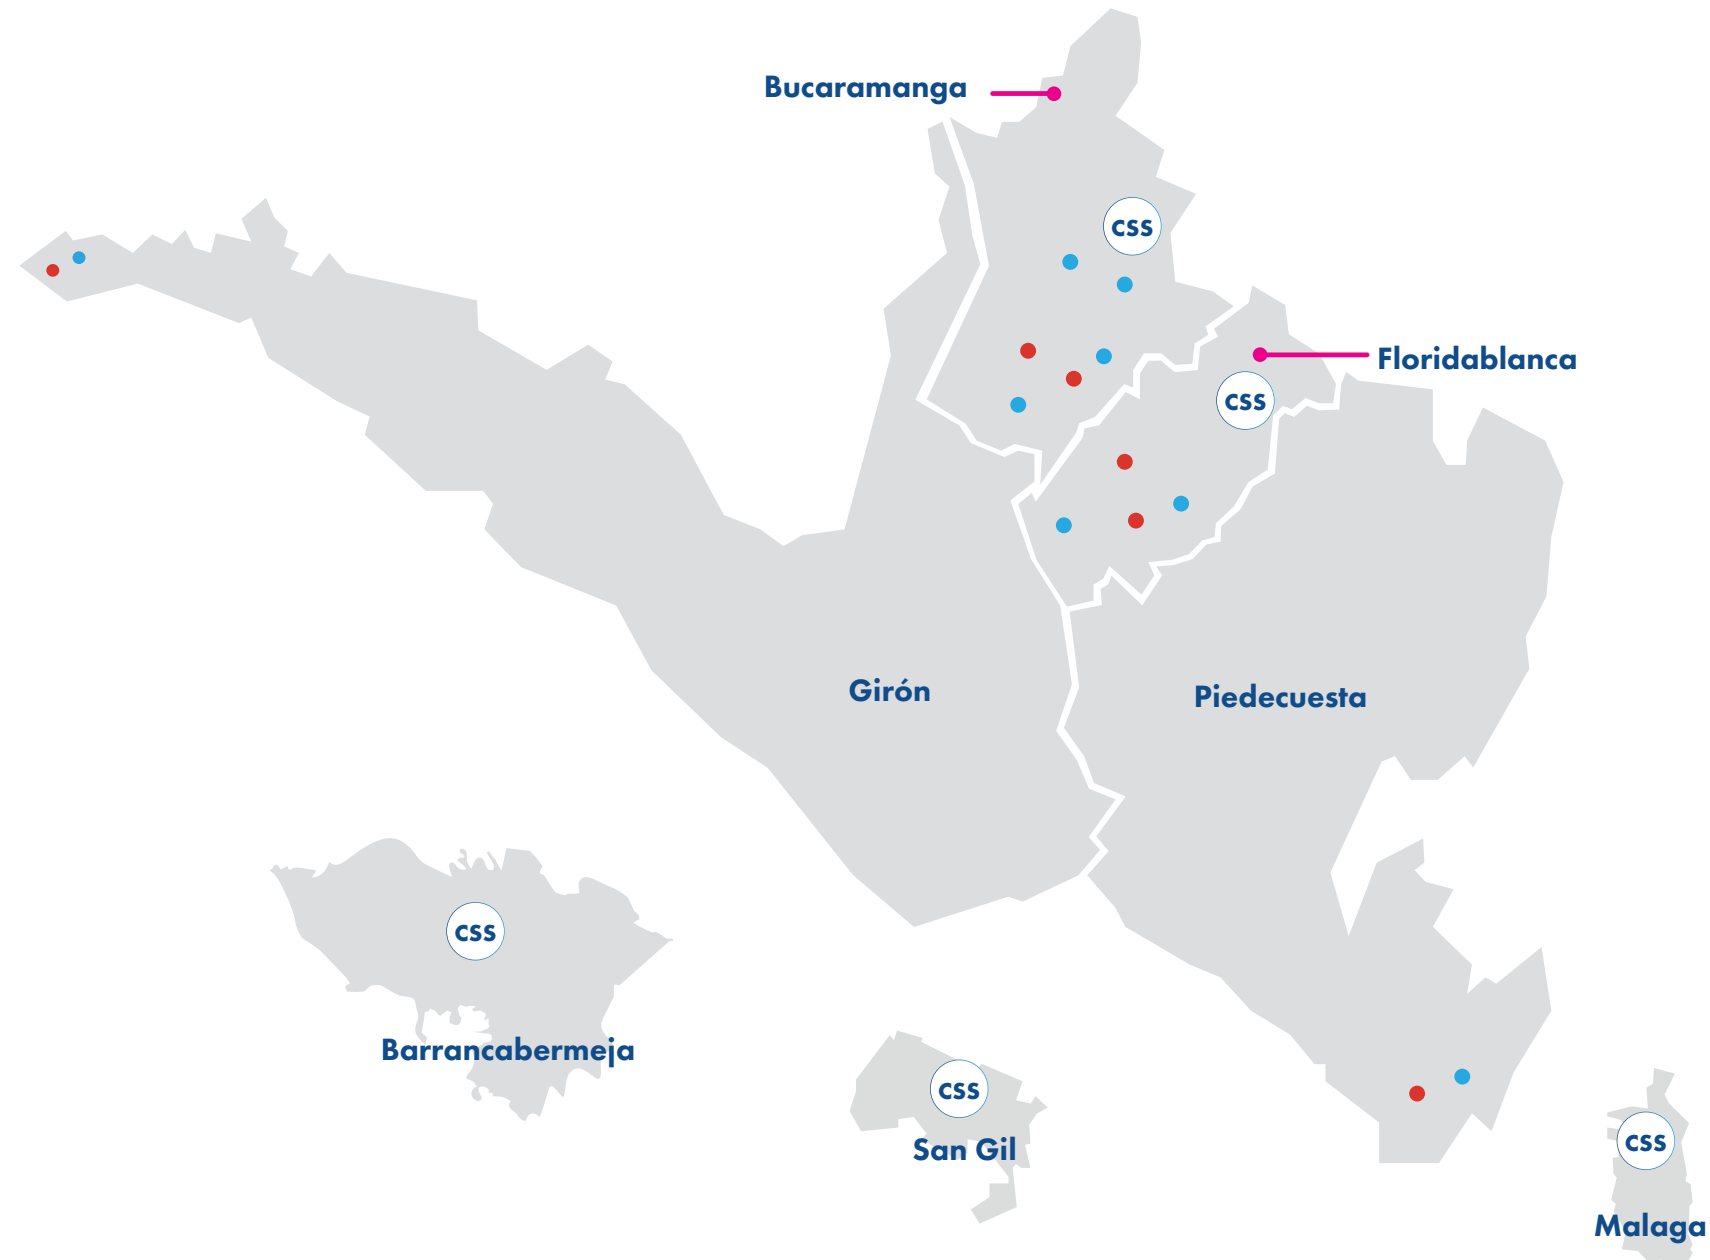 Bucaramanga
css
Floridablanca
css
Girón
Piedecuesta
css
Barrancabermeja
css
San Gil
css
Malaga